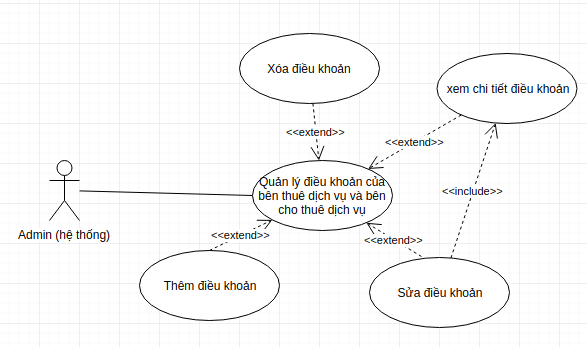 Xóa điều khoản
xem chi tiết điều khoản
<<extend>>
<<extend>>
<<include>>
Quản lý điều khoản của
bên thuê dịch vụ và bên
cho thuê dịch vụ
Admin (hệ thống)
<<extend>>
<<extend>>
Thêm điều khoản
Sửa điều khoản